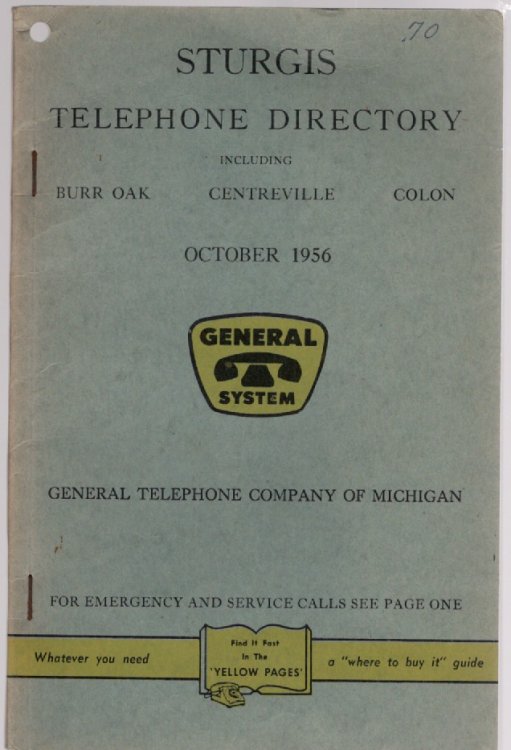 70
STURGIS
TELEPHONE DIRECTORY
INCLUDING
BURR OAK CENTREVILLE COLON
OCTOBER 1956
GENERAL
SYSTEM
GENERAL TELEPHONE COMPANY OF MICHIGAN
FOR EMERGENCY AND SERVICE CALLS SEE PAGE ONE
Whatever you need
Find It Fast
In The
'YELLOW PAGES'
a "where to buy it" guide